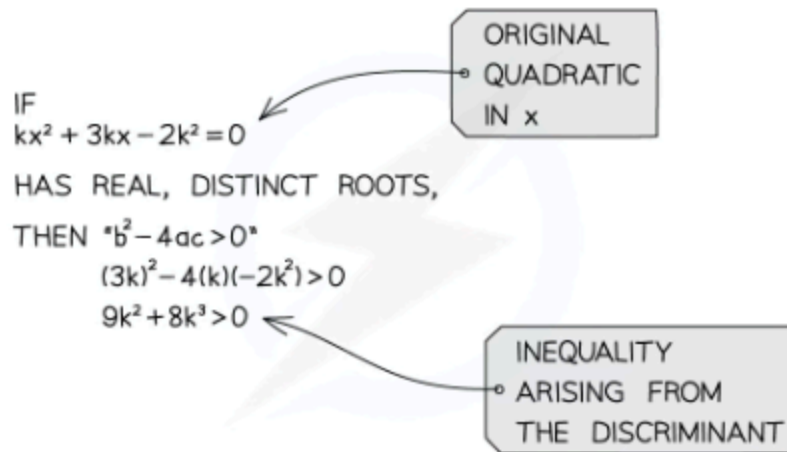 ORIGINAL
QUADRATIC
IN x
IF
kx² + 3kx − 2k² = 0
HAS REAL, DISTINCT ROOTS,
THEN "b² − 4ac > 0"
(3k)² − 4(k)(−2k²) > 0
9k² + 8k³ > 0
INEQUALITY
ARISING FROM
THE DISCRIMINANT